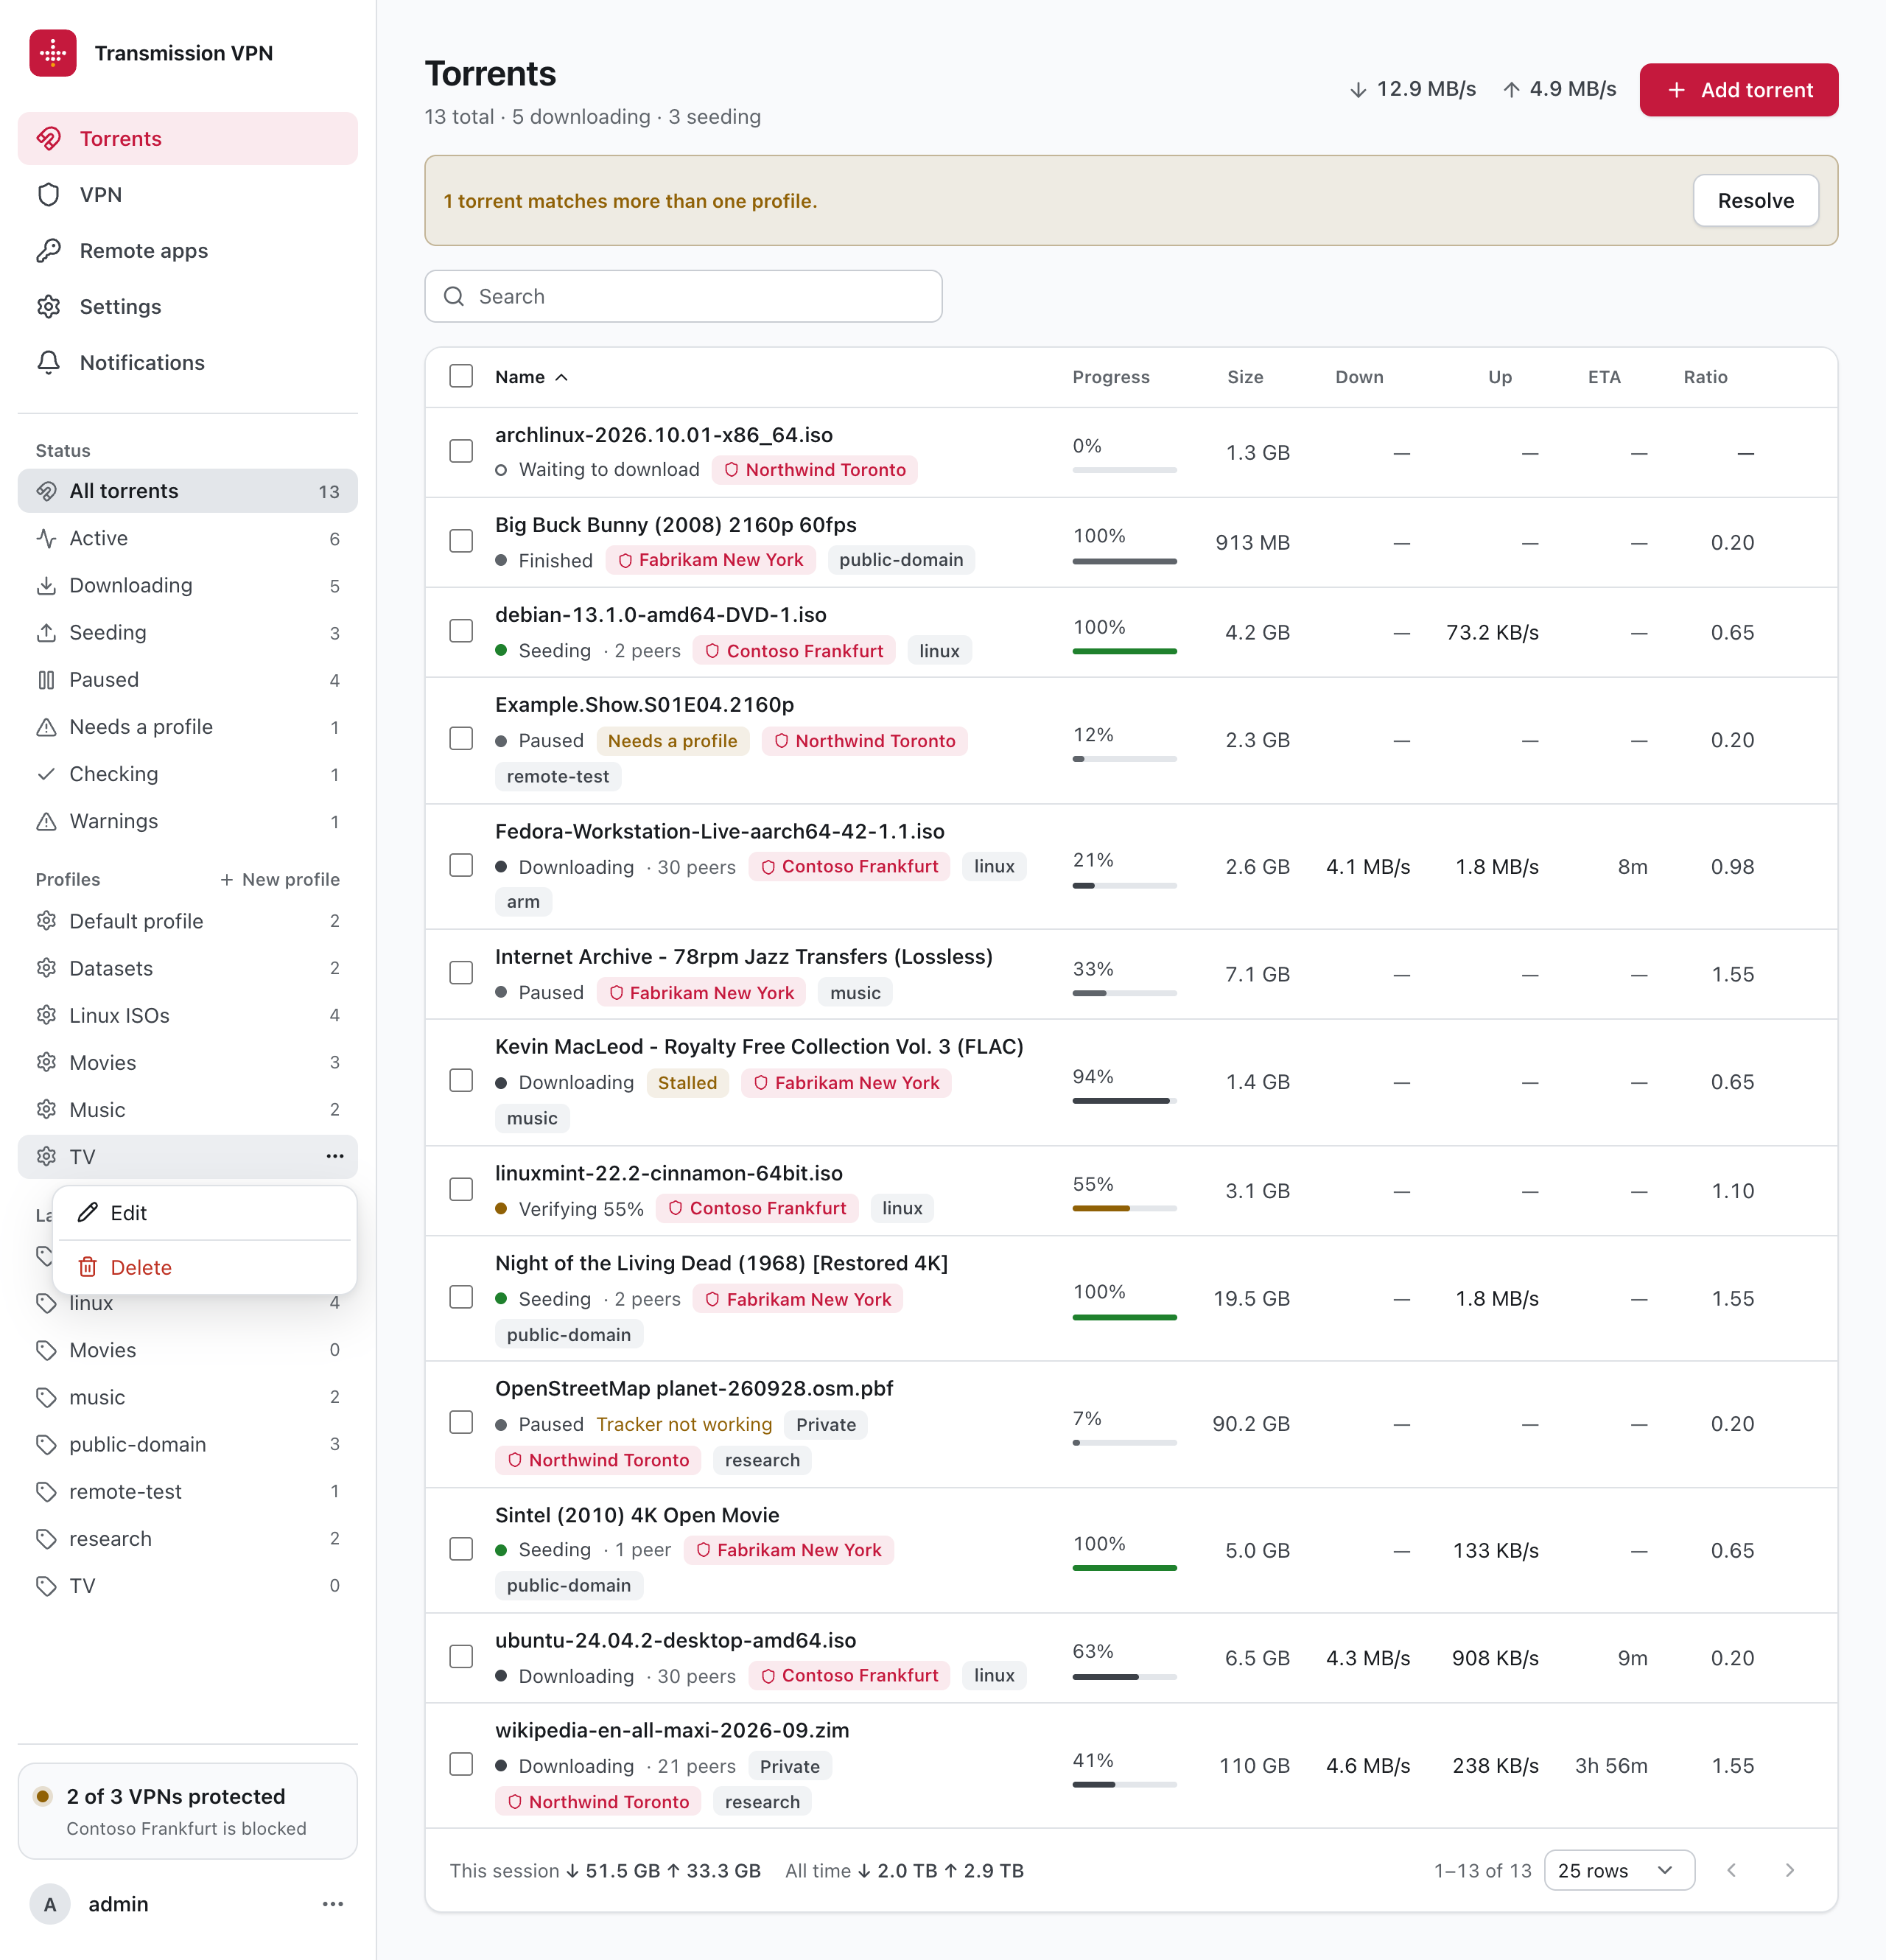 Transmission VPN
Torrents
VPN
Remote apps
Settings
Notifications
Status
All torrents 13
Active 6
Downloading 5
Seeding 3
Paused 4
Needs a profile 1
Checking 1
Warnings 1
Profiles + New profile
Default profile 2
Datasets 2
Linux ISOs 4
Movies 3
Music 2
TV
Edit
Delete
linux 4
Movies 0
music 2
public-domain 3
remote-test 1
research 2
TV 0
2 of 3 VPNs protected
Contoso Frankfurt is blocked
A admin
Torrents
13 total · 5 downloading · 3 seeding
↓ 12.9 MB/s ↑ 4.9 MB/s + Add torrent
1 torrent matches more than one profile. Resolve
Search
Name Progress Size Down Up ETA Ratio
archlinux-2026.10.01-x86_64.iso
Waiting to download Northwind Toronto
0% 1.3 GB — — — —
Big Buck Bunny (2008) 2160p 60fps
Finished Fabrikam New York public-domain
100% 913 MB — — — 0.20
debian-13.1.0-amd64-DVD-1.iso
Seeding · 2 peers Contoso Frankfurt linux
100% 4.2 GB — 73.2 KB/s — 0.65
Example.Show.S01E04.2160p
Paused Needs a profile Northwind Toronto
remote-test
12% 2.3 GB — — — 0.20
Fedora-Workstation-Live-aarch64-42-1.1.iso
Downloading · 30 peers Contoso Frankfurt linux
arm
21% 2.6 GB 4.1 MB/s 1.8 MB/s 8m 0.98
Internet Archive - 78rpm Jazz Transfers (Lossless)
Paused Fabrikam New York music
33% 7.1 GB — — — 1.55
Kevin MacLeod - Royalty Free Collection Vol. 3 (FLAC)
Downloading Stalled Fabrikam New York
music
94% 1.4 GB — — — 0.65
linuxmint-22.2-cinnamon-64bit.iso
Verifying 55% Contoso Frankfurt linux
55% 3.1 GB — — — 1.10
Night of the Living Dead (1968) [Restored 4K]
Seeding · 2 peers Fabrikam New York
public-domain
100% 19.5 GB — 1.8 MB/s — 1.55
OpenStreetMap planet-260928.osm.pbf
Paused Tracker not working Private
Northwind Toronto research
7% 90.2 GB — — — 0.20
Sintel (2010) 4K Open Movie
Seeding · 1 peer Fabrikam New York
public-domain
100% 5.0 GB — 133 KB/s — 0.65
ubuntu-24.04.2-desktop-amd64.iso
Downloading · 30 peers Contoso Frankfurt linux
63% 6.5 GB 4.3 MB/s 908 KB/s 9m 0.20
wikipedia-en-all-maxi-2026-09.zim
Downloading · 21 peers Private
Northwind Toronto research
41% 110 GB 4.6 MB/s 238 KB/s 3h 56m 1.55
This session ↓ 51.5 GB ↑ 33.3 GB All time ↓ 2.0 TB ↑ 2.9 TB
1–13 of 13 25 rows